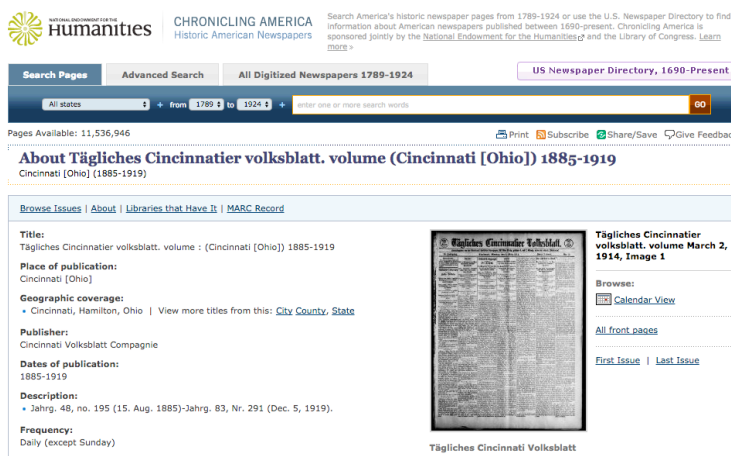 NATIONAL ENDOWMENT FOR THE
HUMANITIES
CHRONICLING AMERICA
Historic American Newspapers
Search America's historic newspaper pages from 1789-1924 or use the U.S. Newspaper Directory to find
information about American newspapers published between 1690-present. Chronicling America is
sponsored jointly by the National Endowment for the Humanities and the Library of Congress. Learn
more »
Search Pages
Advanced Search
All Digitized Newspapers 1789-1924
US Newspaper Directory, 1690-Present
All states + from 1789 to 1924 + enter one or more search words GO
Pages Available: 11,536,946
Print Subscribe Share/Save Give Feedbac
About Tägliches Cincinnatier volksblatt. volume (Cincinnati [Ohio]) 1885-1919
Cincinnati [Ohio] (1885-1919)
Browse Issues | About | Libraries that Have It | MARC Record
Title:
Tägliches Cincinnatier volksblatt. volume : (Cincinnati [Ohio]) 1885-1919
Place of publication:
Cincinnati [Ohio]
Geographic coverage:
• Cincinnati, Hamilton, Ohio | View more titles from this: City County, State
Publisher:
Cincinnati Volksblatt Compagnie
Dates of publication:
1885-1919
Description:
• Jahrg. 48, no. 195 (15. Aug. 1885)-Jahrg. 83, Nr. 291 (Dec. 5, 1919).
Frequency:
Daily (except Sunday)
Tägliches Cincinnatier Volksblatt.
Tägliches Cincinnati Volksblatt
Tägliches Cincinnatier
volksblatt. volume March 2,
1914, Image 1
Browse:
Calendar View
All front pages
First Issue | Last Issue